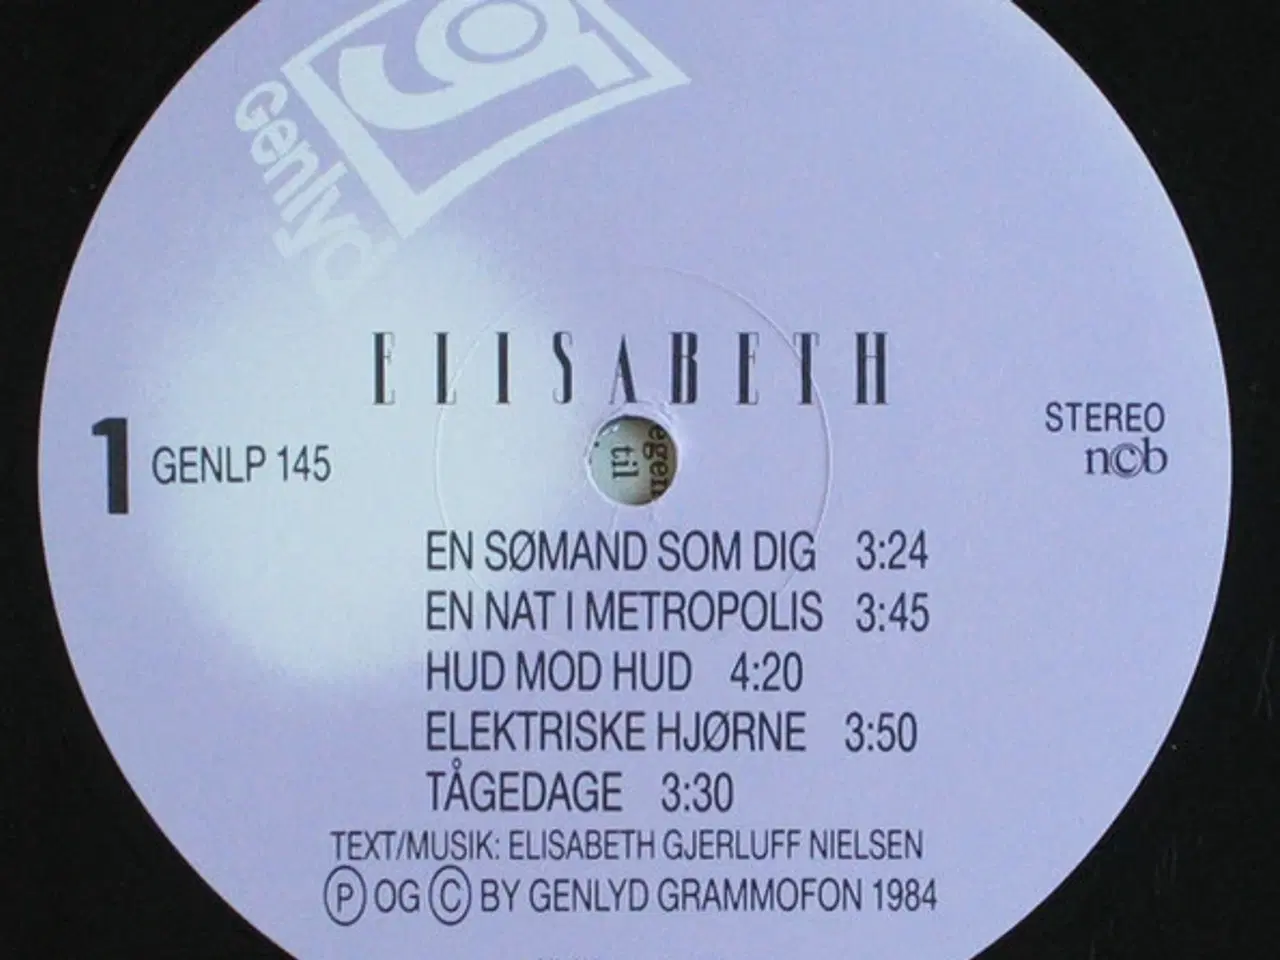 Genlyd
ELISABETH
1 GENLP 145
STEREO
ncb
egen
til
EN SØMAND SOM DIG 3:24
EN NAT I METROPOLIS 3:45
HUD MOD HUD 4:20
ELEKTRISKE HJØRNE 3:50
TÅGEDAGE 3:30
TEXT/MUSIK: ELISABETH GJERLUFF NIELSEN
Ⓟ OG Ⓒ BY GENLYD GRAMMOFON 1984